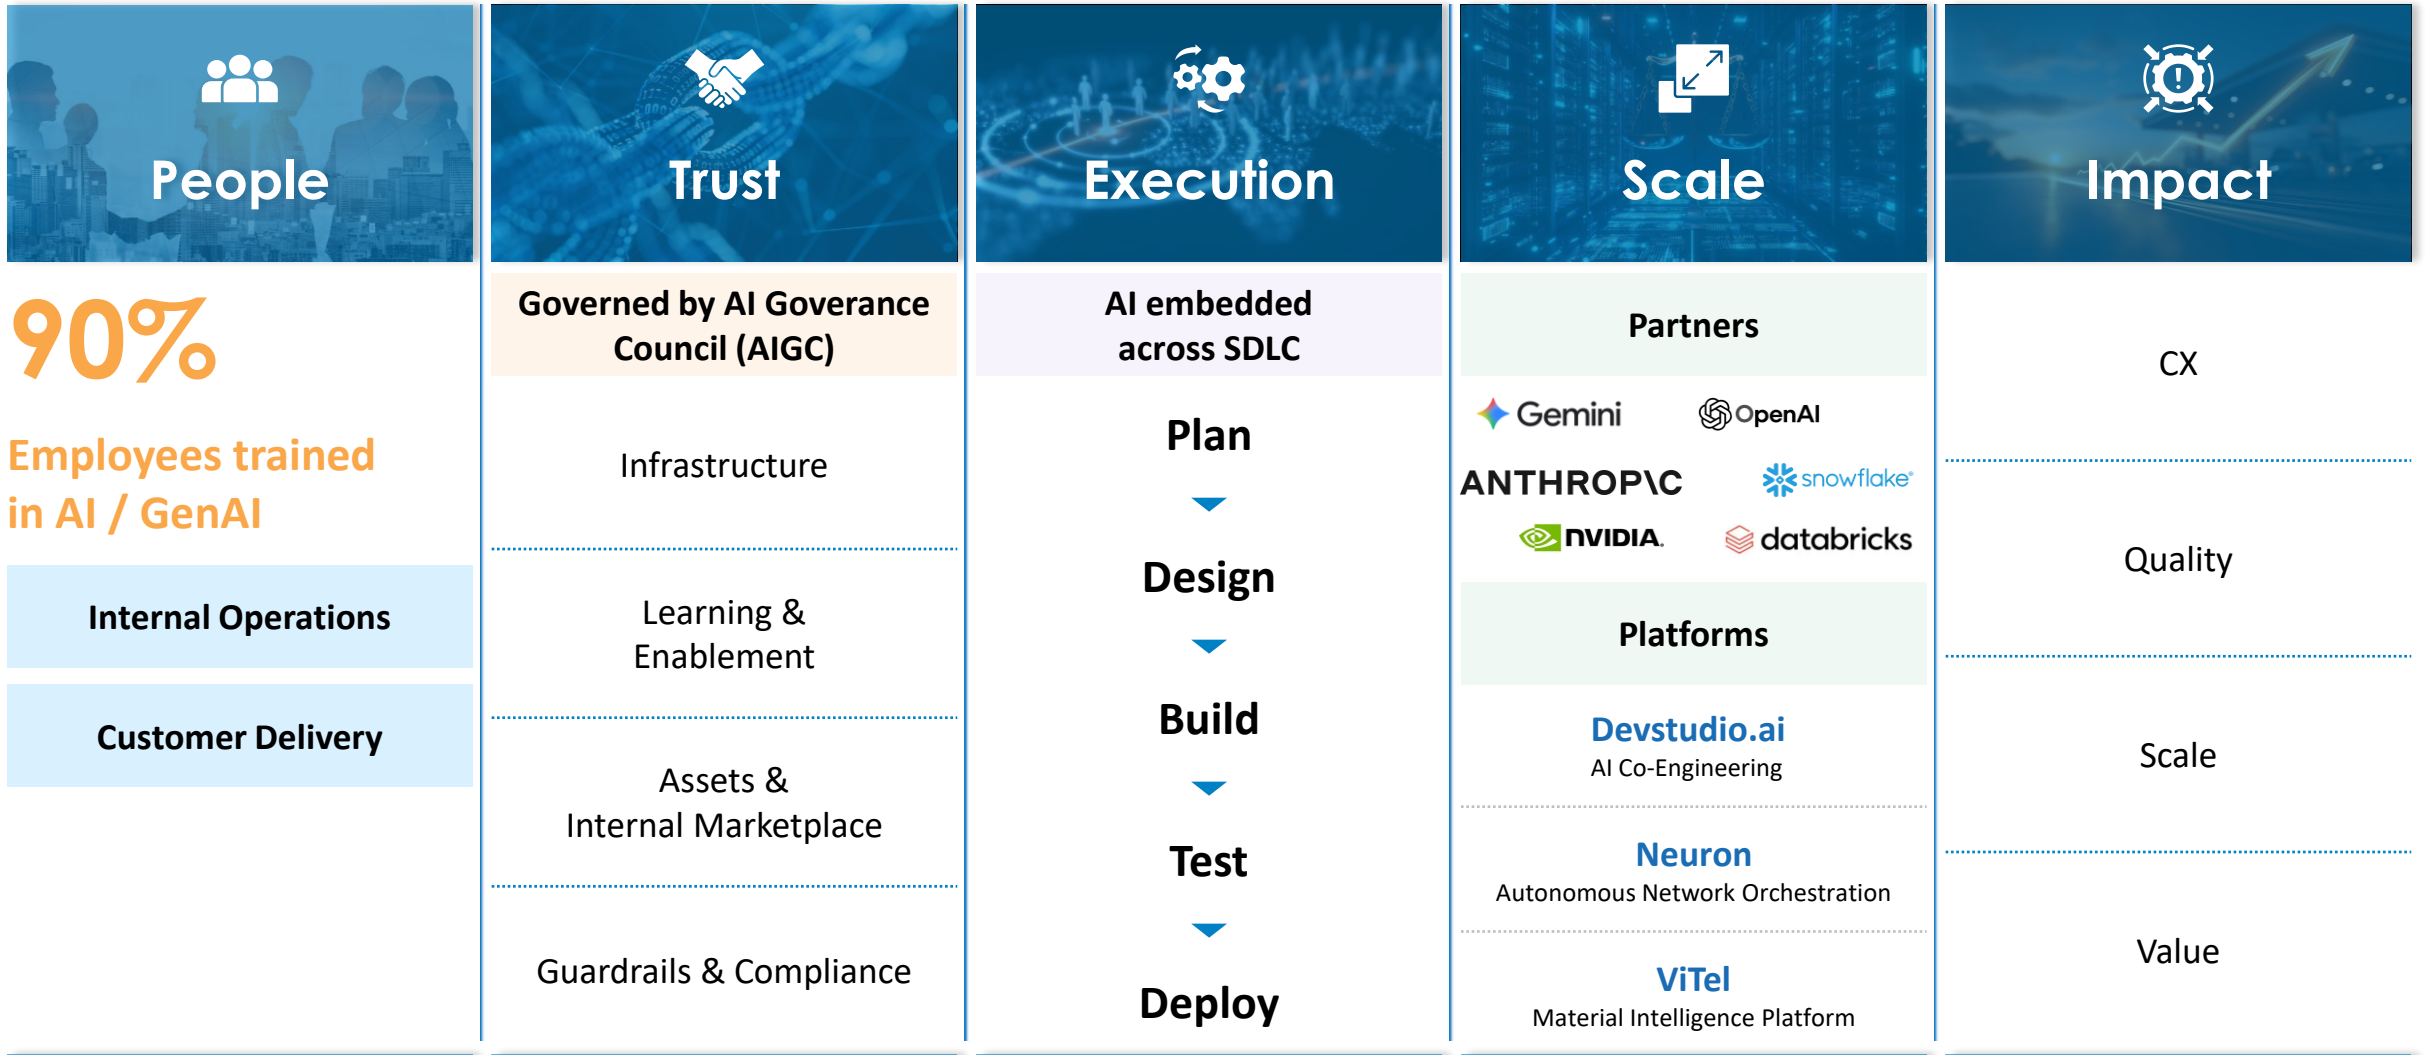 People
90%
Employees trained
in AI / GenAI
Internal Operations
Customer Delivery
Trust
Governed by AI Goverance
Council (AIGC)
Infrastructure
Learning &
Enablement
Assets &
Internal Marketplace
Guardrails & Compliance
Execution
AI embedded
across SDLC
Plan
Design
Build
Test
Deploy
Scale
Partners
Gemini
OpenAI
ANTHROP\C
snowflake®
NVIDIA.
databricks
Platforms
Devstudio.ai
AI Co-Engineering
Neuron
Autonomous Network Orchestration
ViTel
Material Intelligence Platform
Impact
CX
Quality
Scale
Value